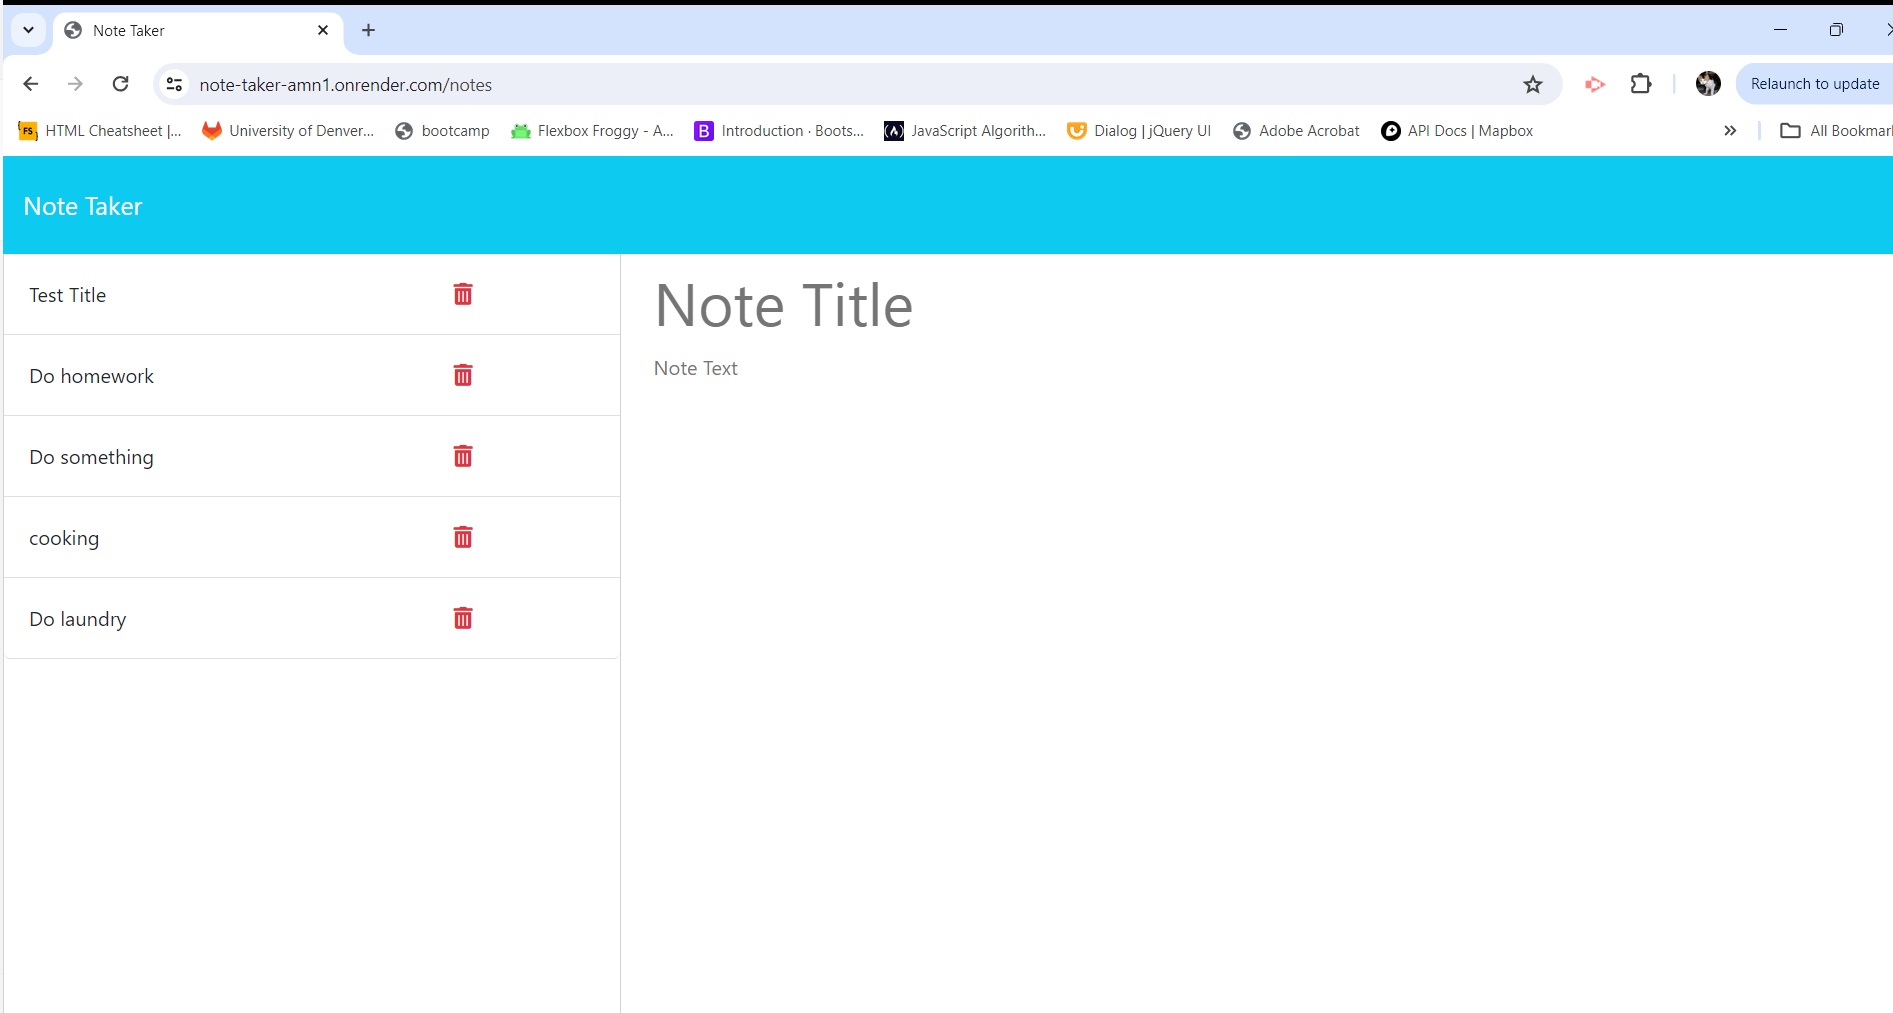 Note Taker
note-taker-amn1.onrender.com/notes
Relaunch to update
HTML Cheatsheet |... University of Denver... bootcamp Flexbox Froggy - A... B Introduction · Boots... JavaScript Algorith... Dialog | jQuery UI Adobe Acrobat API Docs | Mapbox » All Bookmark
Note Taker
Test Title
Do homework
Do something
cooking
Do laundry
Note Title
Note Text